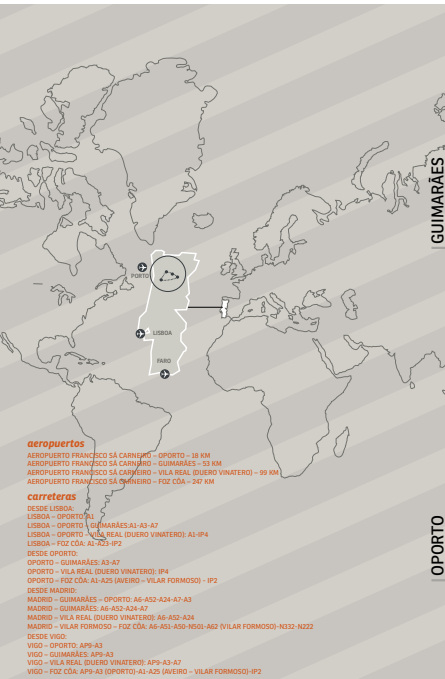 GUIMARÃES
PORTO
LISBOA
FARO
aeropuertos
AEROPUERTO FRANCISCO SÁ CARNEIRO – OPORTO – 18 KM
AEROPUERTO FRANCISCO SÁ CARNEIRO – GUIMARÃES – 53 KM
AEROPUERTO FRANCISCO SÁ CARNEIRO – VILA REAL (DUERO VINATERO) – 99 KM
AEROPUERTO FRANCISCO SÁ CARNEIRO – FOZ CÔA – 247 KM
carreteras
DESDE LISBOA:
LISBOA – OPORTO: A1
LISBOA – OPORTO – GUIMARÃES:A1-A3-A7
LISBOA – OPORTO – VILA REAL (DUERO VINATERO): A1-IP4
LISBOA – FOZ CÔA: A1-A23-IP2
DESDE OPORTO:
OPORTO – GUIMARÃES: A3-A7
OPORTO – VILA REAL (DUERO VINATERO): IP4
OPORTO – FOZ CÔA: A1-A25 (AVEIRO – VILAR FORMOSO) - IP2
DESDE MADRID:
MADRID – GUIMARÃES – OPORTO: A6-A52-A24-A7-A3
MADRID – GUIMARÃES: A6-A52-A24-A7
MADRID – VILA REAL (DUERO VINATERO): A6-A52-A24
MADRID – VILAR FORMOSO – FOZ CÔA: A6-A51-A50-N501-A62 (VILAR FORMOSO)-N332-N222
DESDE VIGO:
VIGO – OPORTO: AP9-A3
VIGO – GUIMARÃES: AP9-A3
VIGO – VILA REAL (DUERO VINATERO): AP9-A3-A7
VIGO – FOZ CÔA: AP9-A3 (OPORTO)-A1-A25 (AVEIRO – VILAR FORMOSO)-IP2
OPORTO